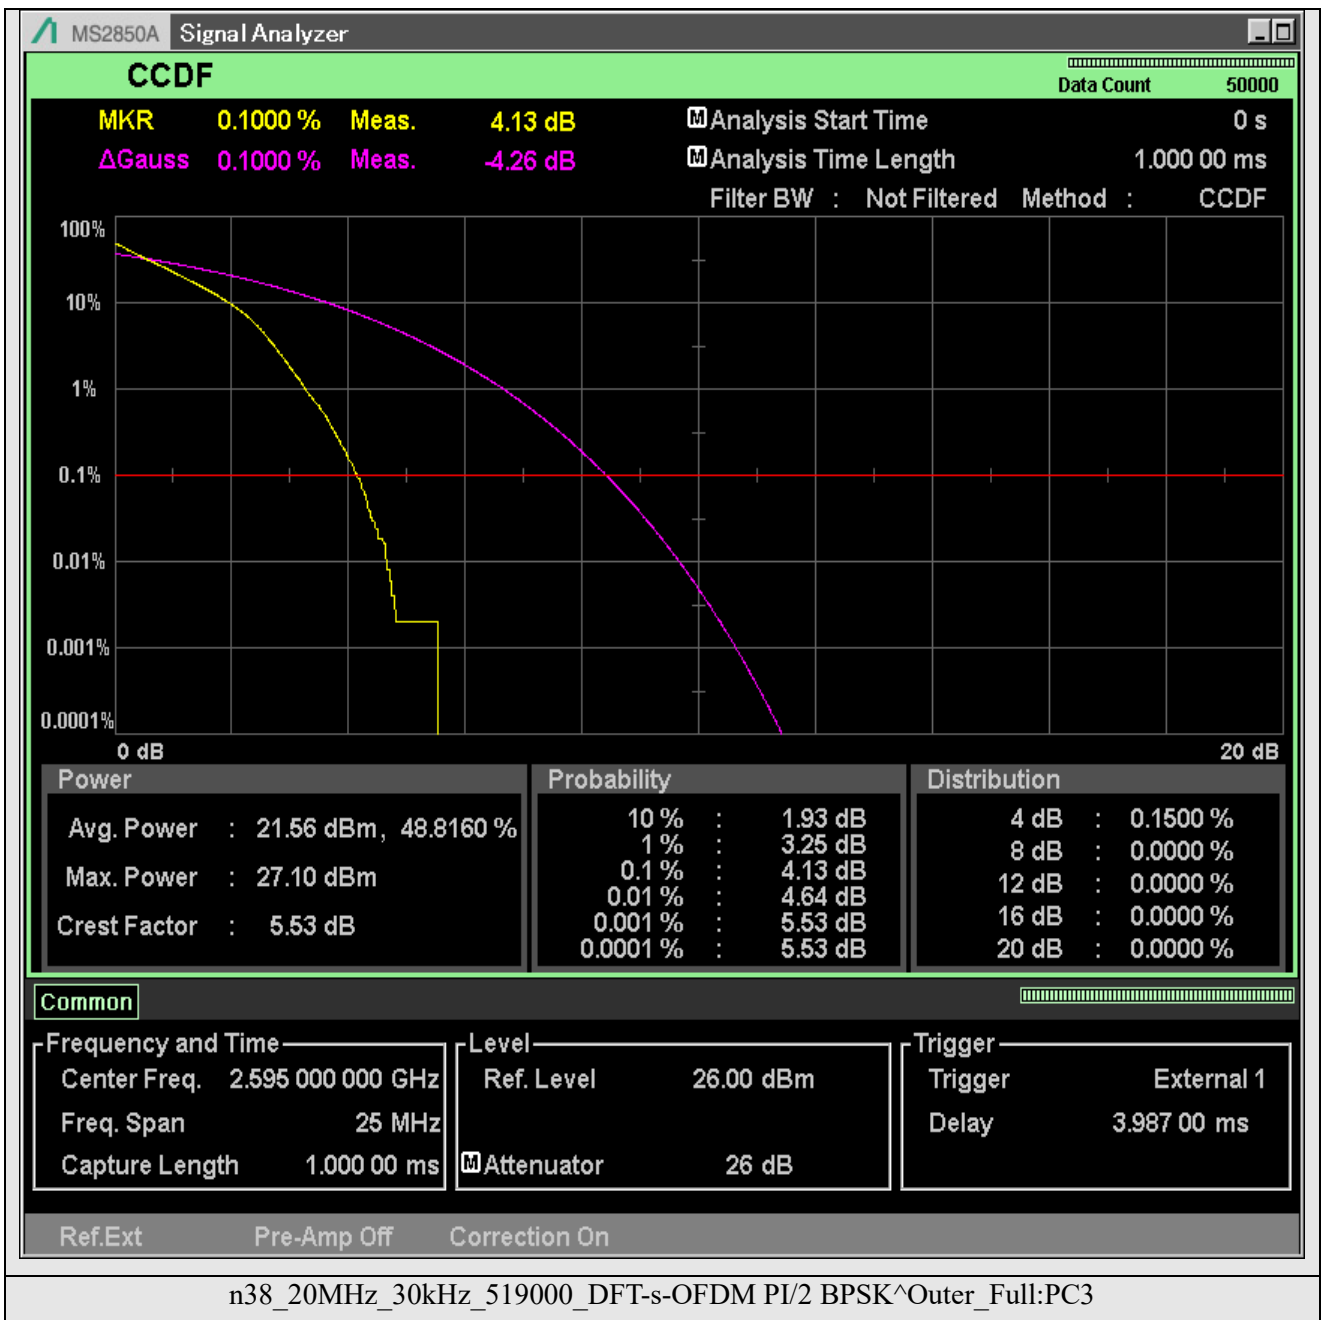 MS2850A Signal Analyzer
CCDF
Data Count 50000
MKR 0.1000 % Meas. 4.13 dB
ΔGauss 0.1000 % Meas. -4.26 dB
M Analysis Start Time 0 s
M Analysis Time Length 1.000 00 ms
Filter BW : Not Filtered Method : CCDF
100%
10%
1%
0.1%
0.01%
0.001%
0.0001%
0 dB 20 dB
Power
Avg. Power : 21.56 dBm, 48.8160 %
Max. Power : 27.10 dBm
Crest Factor : 5.53 dB
Probability
10 % : 1.93 dB
1 % : 3.25 dB
0.1 % : 4.13 dB
0.01 % : 4.64 dB
0.001 % : 5.53 dB
0.0001 % : 5.53 dB
Distribution
4 dB : 0.1500 %
8 dB : 0.0000 %
12 dB : 0.0000 %
16 dB : 0.0000 %
20 dB : 0.0000 %
Common
Frequency and Time
Center Freq. 2.595 000 000 GHz
Freq. Span 25 MHz
Capture Length 1.000 00 ms
Level
Ref. Level 26.00 dBm
M Attenuator 26 dB
Trigger
Trigger External 1
Delay 3.987 00 ms
Ref.Ext Pre-Amp Off Correction On
n38_20MHz_30kHz_519000_DFT-s-OFDM PI/2 BPSK^Outer_Full:PC3